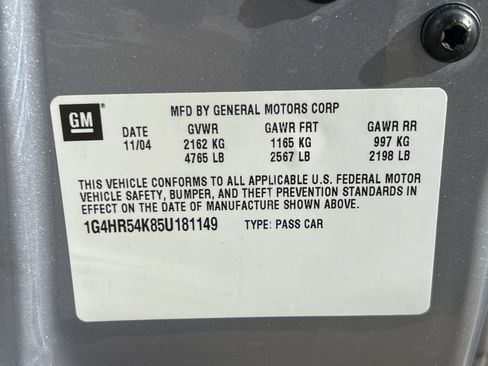 GM
MFD BY GENERAL MOTORS CORP
DATE GVWR GAWR FRT GAWR RR
11/04 2162 KG 1165 KG 997 KG
4765 LB 2567 LB 2198 LB
THIS VEHICLE CONFORMS TO ALL APPLICABLE U.S. FEDERAL MOTOR
VEHICLE SAFETY, BUMPER, AND THEFT PREVENTION STANDARDS IN
EFFECT ON THE DATE OF MANUFACTURE SHOWN ABOVE.
1G4HR54K85U181149 TYPE: PASS CAR